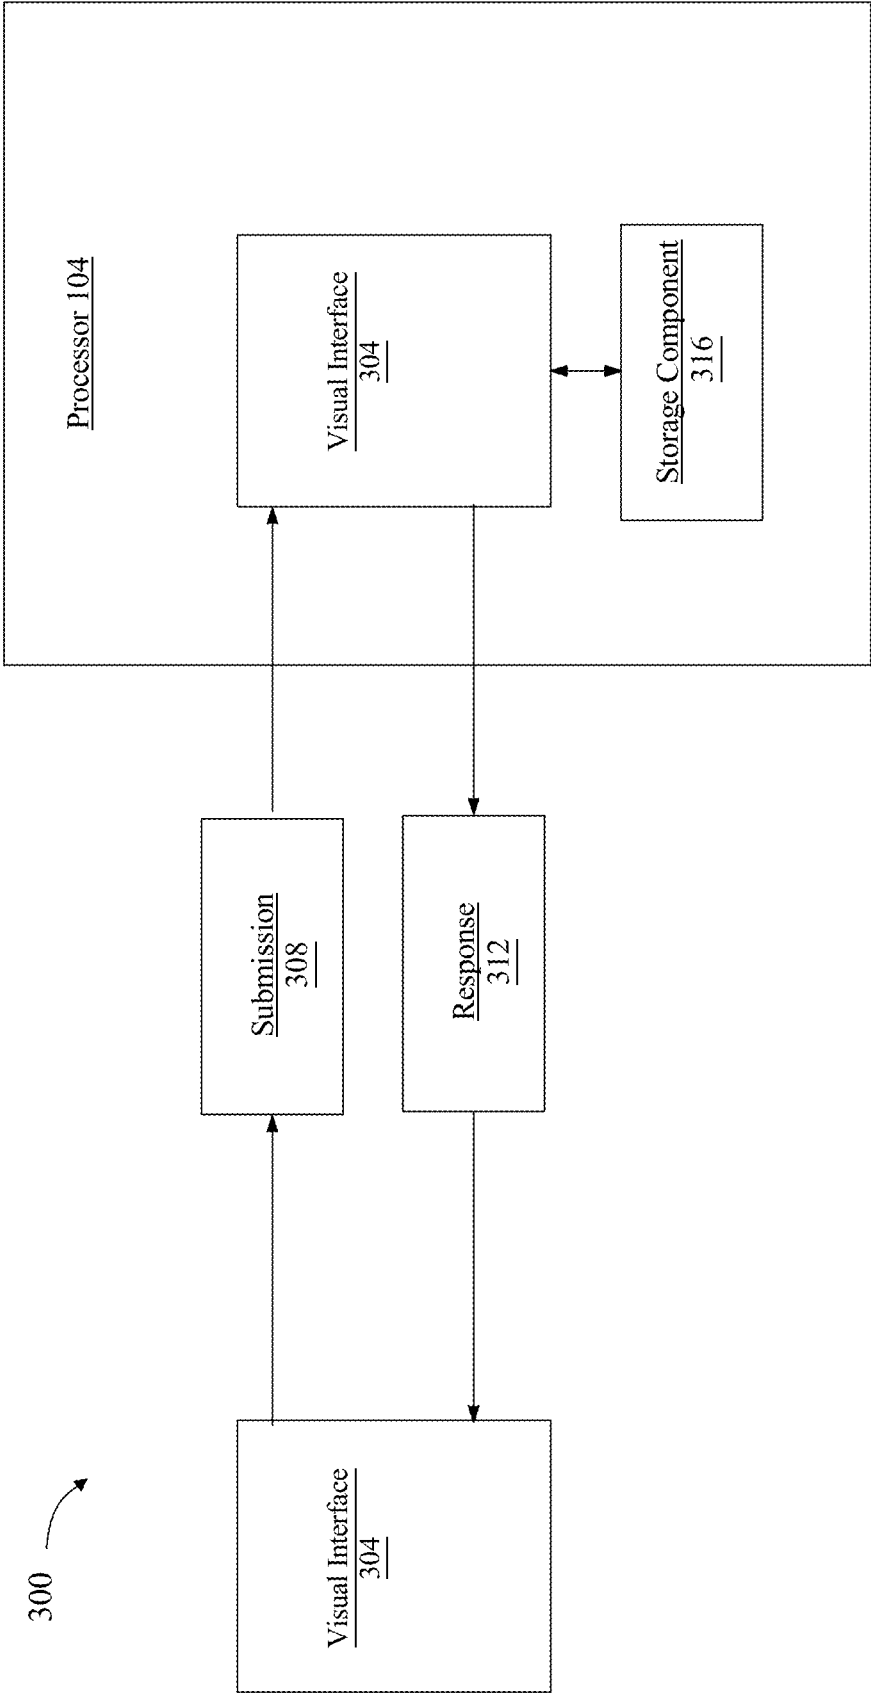 300
Processor 104
Visual Interface
304
Submission
308
Visual Interface
304
Response
312
Storage Component
316